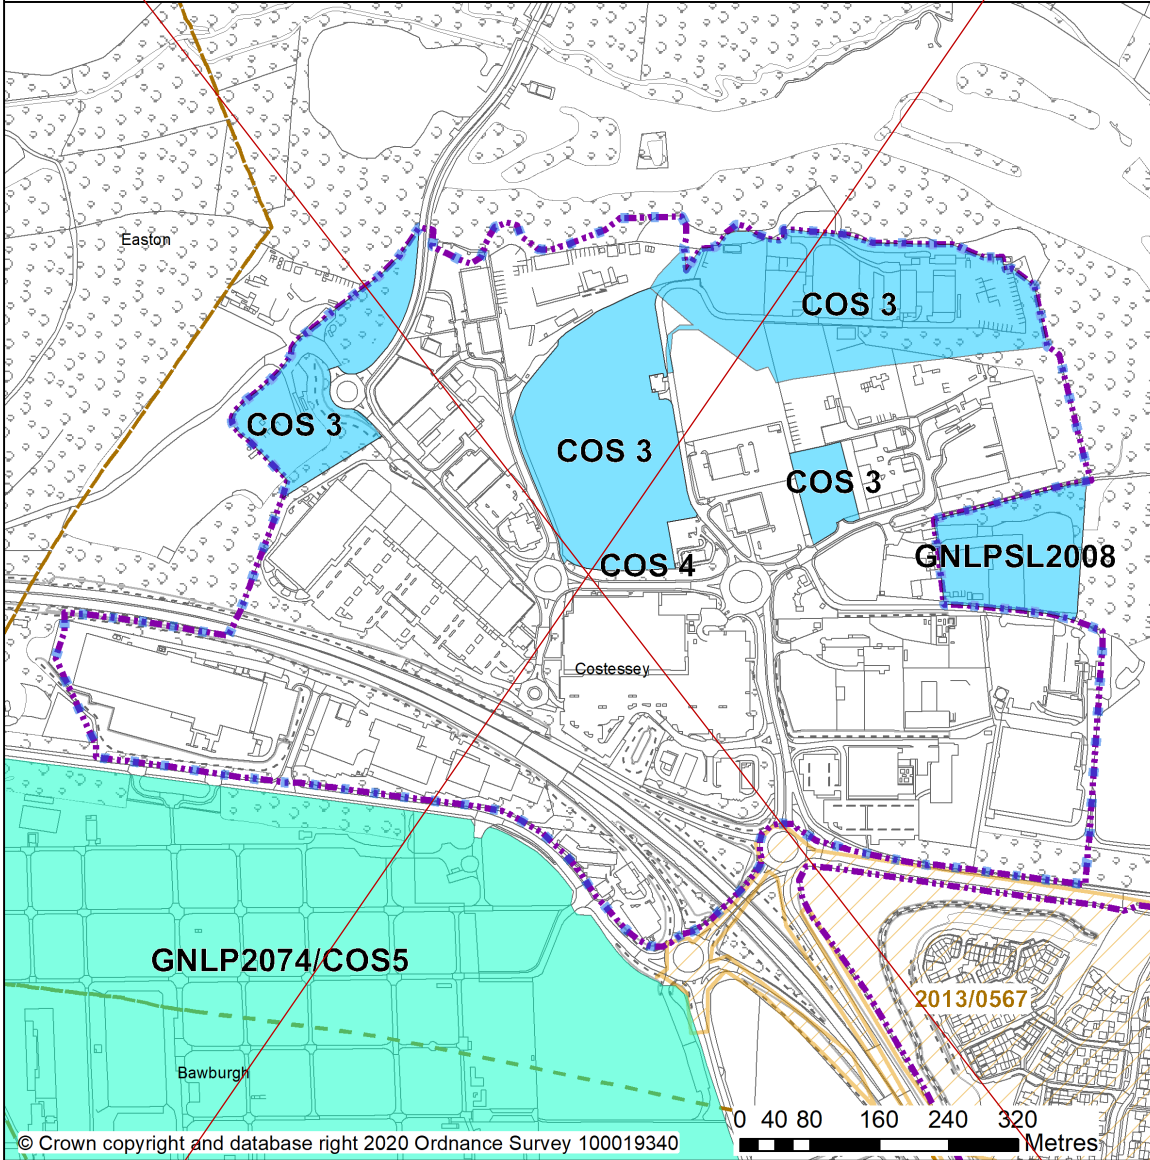 Easton
COS 3
COS 3
COS 3
COS 3
GNLPSL2008
COS 4
Costessey
GNLP2074/COS5
2013/0567
Bawburgh
0 40 80 160 240 320
Metres
© Crown copyright and database right 2020 Ordnance Survey 100019340